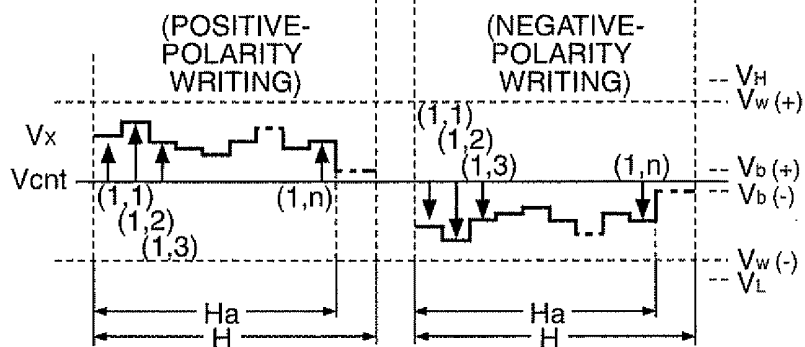 (POSITIVE-
POLARITY
WRITING)
(NEGATIVE-
POLARITY
WRITING)
VH
Vw (+)
Vx
(1,1)
(1,2)
(1,3)
(1,n)
Vb (+)
Vcnt
(1,1)
(1,2)
(1,3)
(1,n)
Vb (-)
Vw (-)
VL
Ha
H
Ha
H